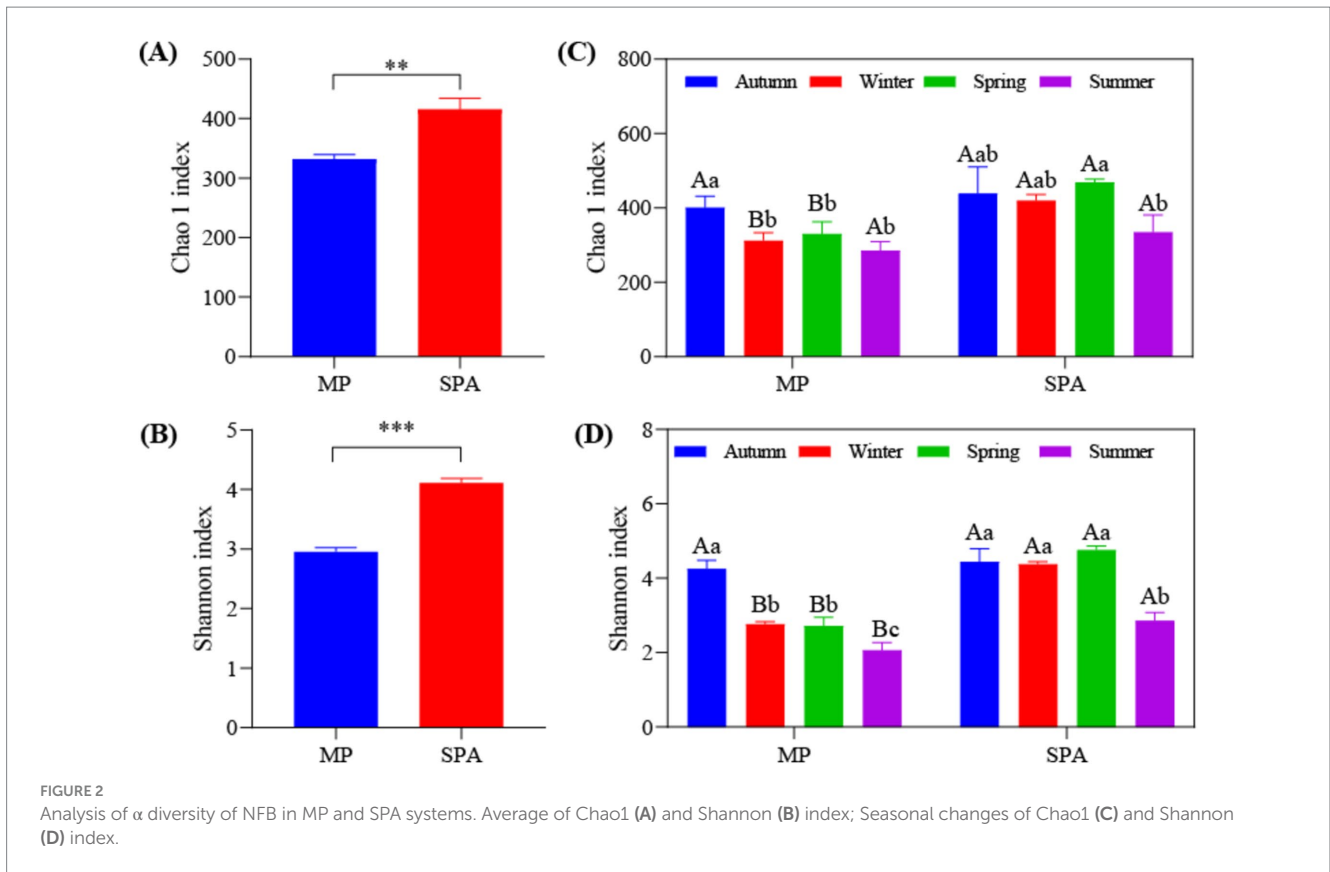 (A)
500
400
300
200
100
0
Chao 1 index
**
MP SPA
(C)
800
600
400
200
0
Chao 1 index
Autumn Winter Spring Summer
Aa Bb Bb Ab Aab Aab Aa Ab
MP SPA
(B)
5
4
3
2
1
0
Shannon index
***
MP SPA
(D)
8
6
4
2
0
Shannon index
Autumn Winter Spring Summer
Aa Bb Bb Bc Aa Aa Aa Ab
MP SPA
FIGURE 2
Analysis of α diversity of NFB in MP and SPA systems. Average of Chao1 (A) and Shannon (B) index; Seasonal changes of Chao1 (C) and Shannon
(D) index.